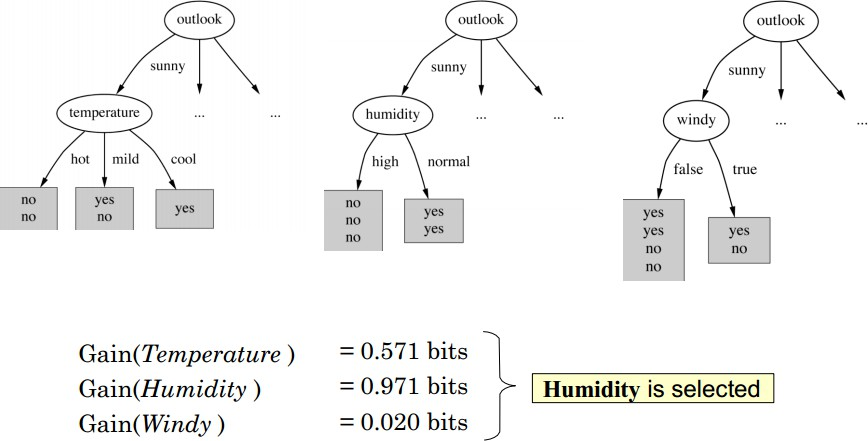 outlook
sunny
temperature
...
...
hot mild cool
no
no
yes
no
yes
outlook
sunny
humidity
...
...
high normal
no
no
no
yes
yes
outlook
sunny
windy
...
...
false true
yes
yes
no
no
yes
no
Gain(Temperature ) = 0.571 bits
Gain(Humidity ) = 0.971 bits
Gain(Windy ) = 0.020 bits
Humidity is selected